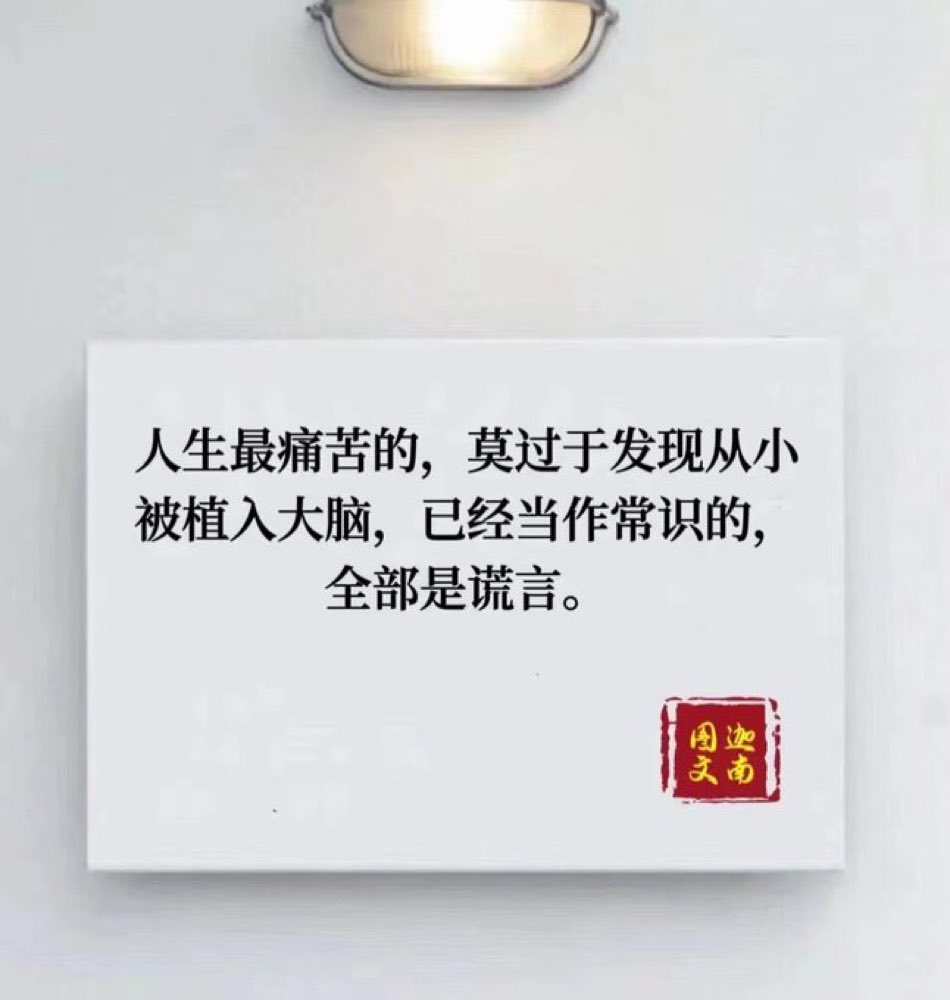 人生最痛苦的，莫过于发现从小
被植入大脑，已经当作常识的，
全部是谎言。
迦南
图文